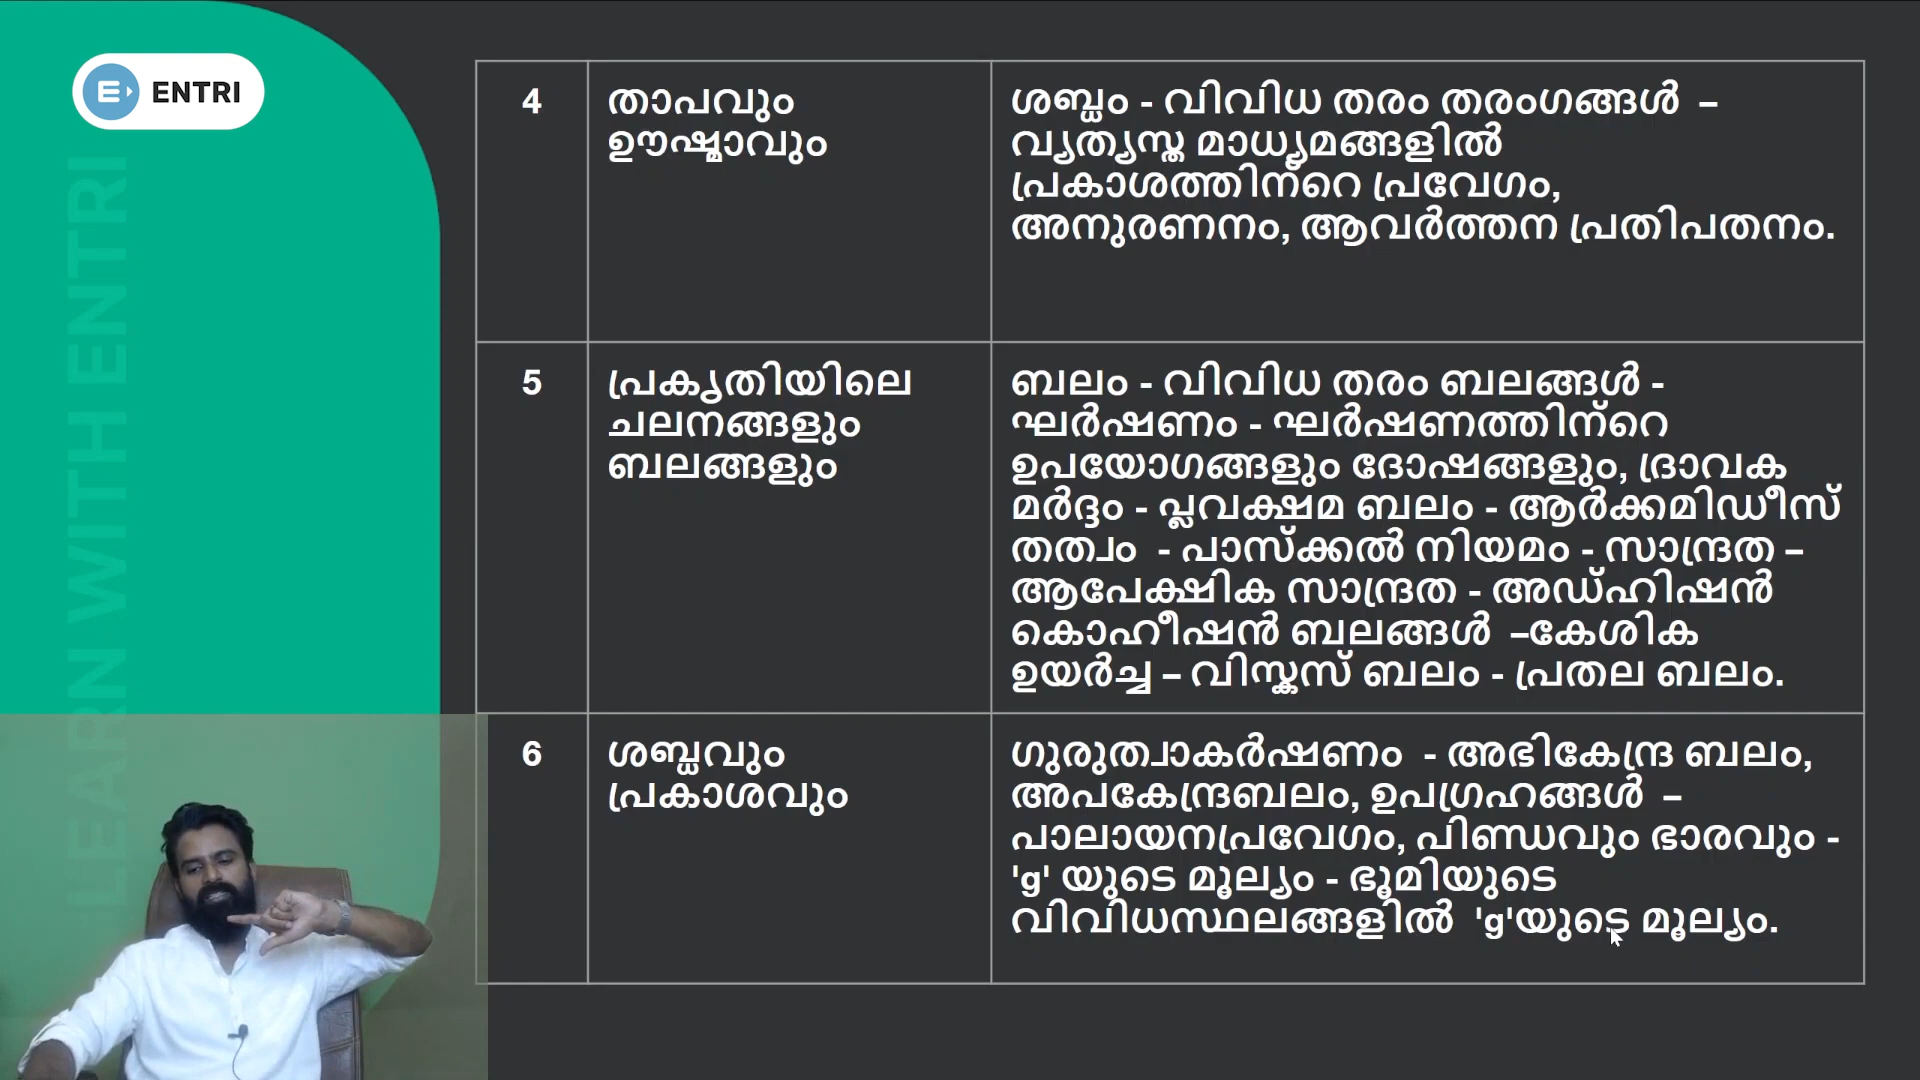 ENTRI
LEARN WITH ENTRI
4
താപവും
ഊഷ്മാവും
ശബ്ദം - വിവിധ തരം തരംഗങ്ങൾ –
വ്യത്യസ്ത മാധ്യമങ്ങളിൽ
പ്രകാശത്തിന്റെ പ്രവേഗം,
അനുരണനം, ആവർത്തന പ്രതിപതനം.
5
പ്രകൃതിയിലെ
ചലനങ്ങളും
ബലങ്ങളും
ബലം - വിവിധ തരം ബലങ്ങൾ -
ഘർഷണം - ഘർഷണത്തിന്റെ
ഉപയോഗങ്ങളും ദോഷങ്ങളും, ദ്രാവക
മർദ്ദം - പ്ലവക്ഷമ ബലം - ആർക്കമിഡീസ്
തത്വം - പാസ്ക്കൽ നിയമം - സാന്ദ്രത –
ആപേക്ഷിക സാന്ദ്രത - അഡ്ഹിഷൻ
കൊഹീഷൻ ബലങ്ങൾ –കേശിക
ഉയർച്ച – വിസ്കസ് ബലം - പ്രതല ബലം.
6
ശബ്ദവും
പ്രകാശവും
ഗുരുത്വാകർഷണം - അഭികേന്ദ്ര ബലം,
അപകേന്ദ്രബലം, ഉപഗ്രഹങ്ങൾ –
പാലായനപ്രവേഗം, പിണ്ഡവും ഭാരവും -
'g' യുടെ മൂല്യം - ഭൂമിയുടെ
വിവിധസ്ഥലങ്ങളിൽ 'g'യുടെ മൂല്യം.